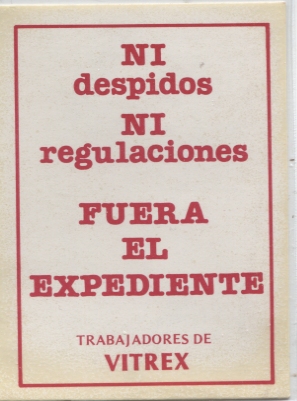 NI
despidos
NI
regulaciones
FUERA
EL
EXPEDIENTE
TRABAJADORES DE
VITREX